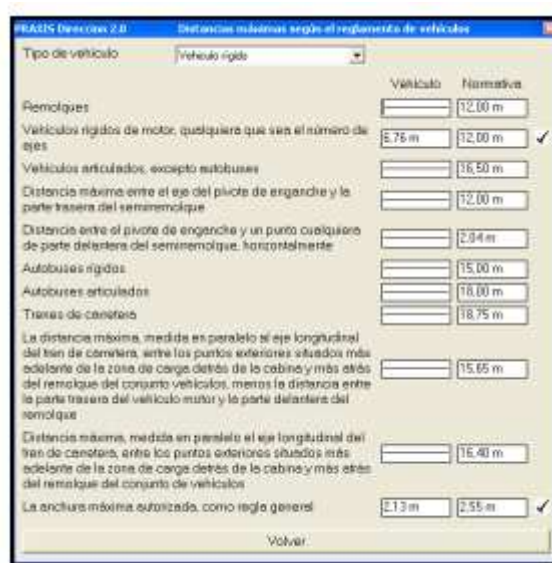 PRAXIS Direccion 2.0 Distancias máximas según el reglamento de vehículos
Tipo de vehículo Vehículo rígido
Vehículo Normativa
Remolques 12,00 m
Vehículos rígidos de motor, qualquiera que sea el número de
ejes 6,76 m 12,00 m ✓
Vehículos articulados, excepto autobuses 16,50 m
Distancia máxima entre el eje del pivote de enganche y la
parte trasera del semirremolque 12,00 m
Distancia entre el pivote de enganche y un punto cualquiera
de parte delantera del semirremolque, horizontalmente 2,04 m
Autobuses rígidos 15,00 m
Autobuses articulados 18,00 m
Trenes de carretera 18,75 m
La distancia máxima, medida en paralelo al eje longitudinal
del tren de carretera, entre los puntos exteriores situados más
adelante de la zona de carga detrás de la cabina y más atrás
del remolque del conjunto vehículos, menos la distancia entre
la parte trasera del vehículo motor y la parte delantera del
remolque 15,65 m
Distancia máxima, medida en paralelo el eje longitudinal del
tren de carretera, entre los puntos exteriores situados más
adelante de la zona de carga detrás de la cabina y más atrás
del remolque del conjunto de vehículos 16,40 m
La anchura máxima autorizada, como regla general 2,13 m 2,55 m ✓
Volver